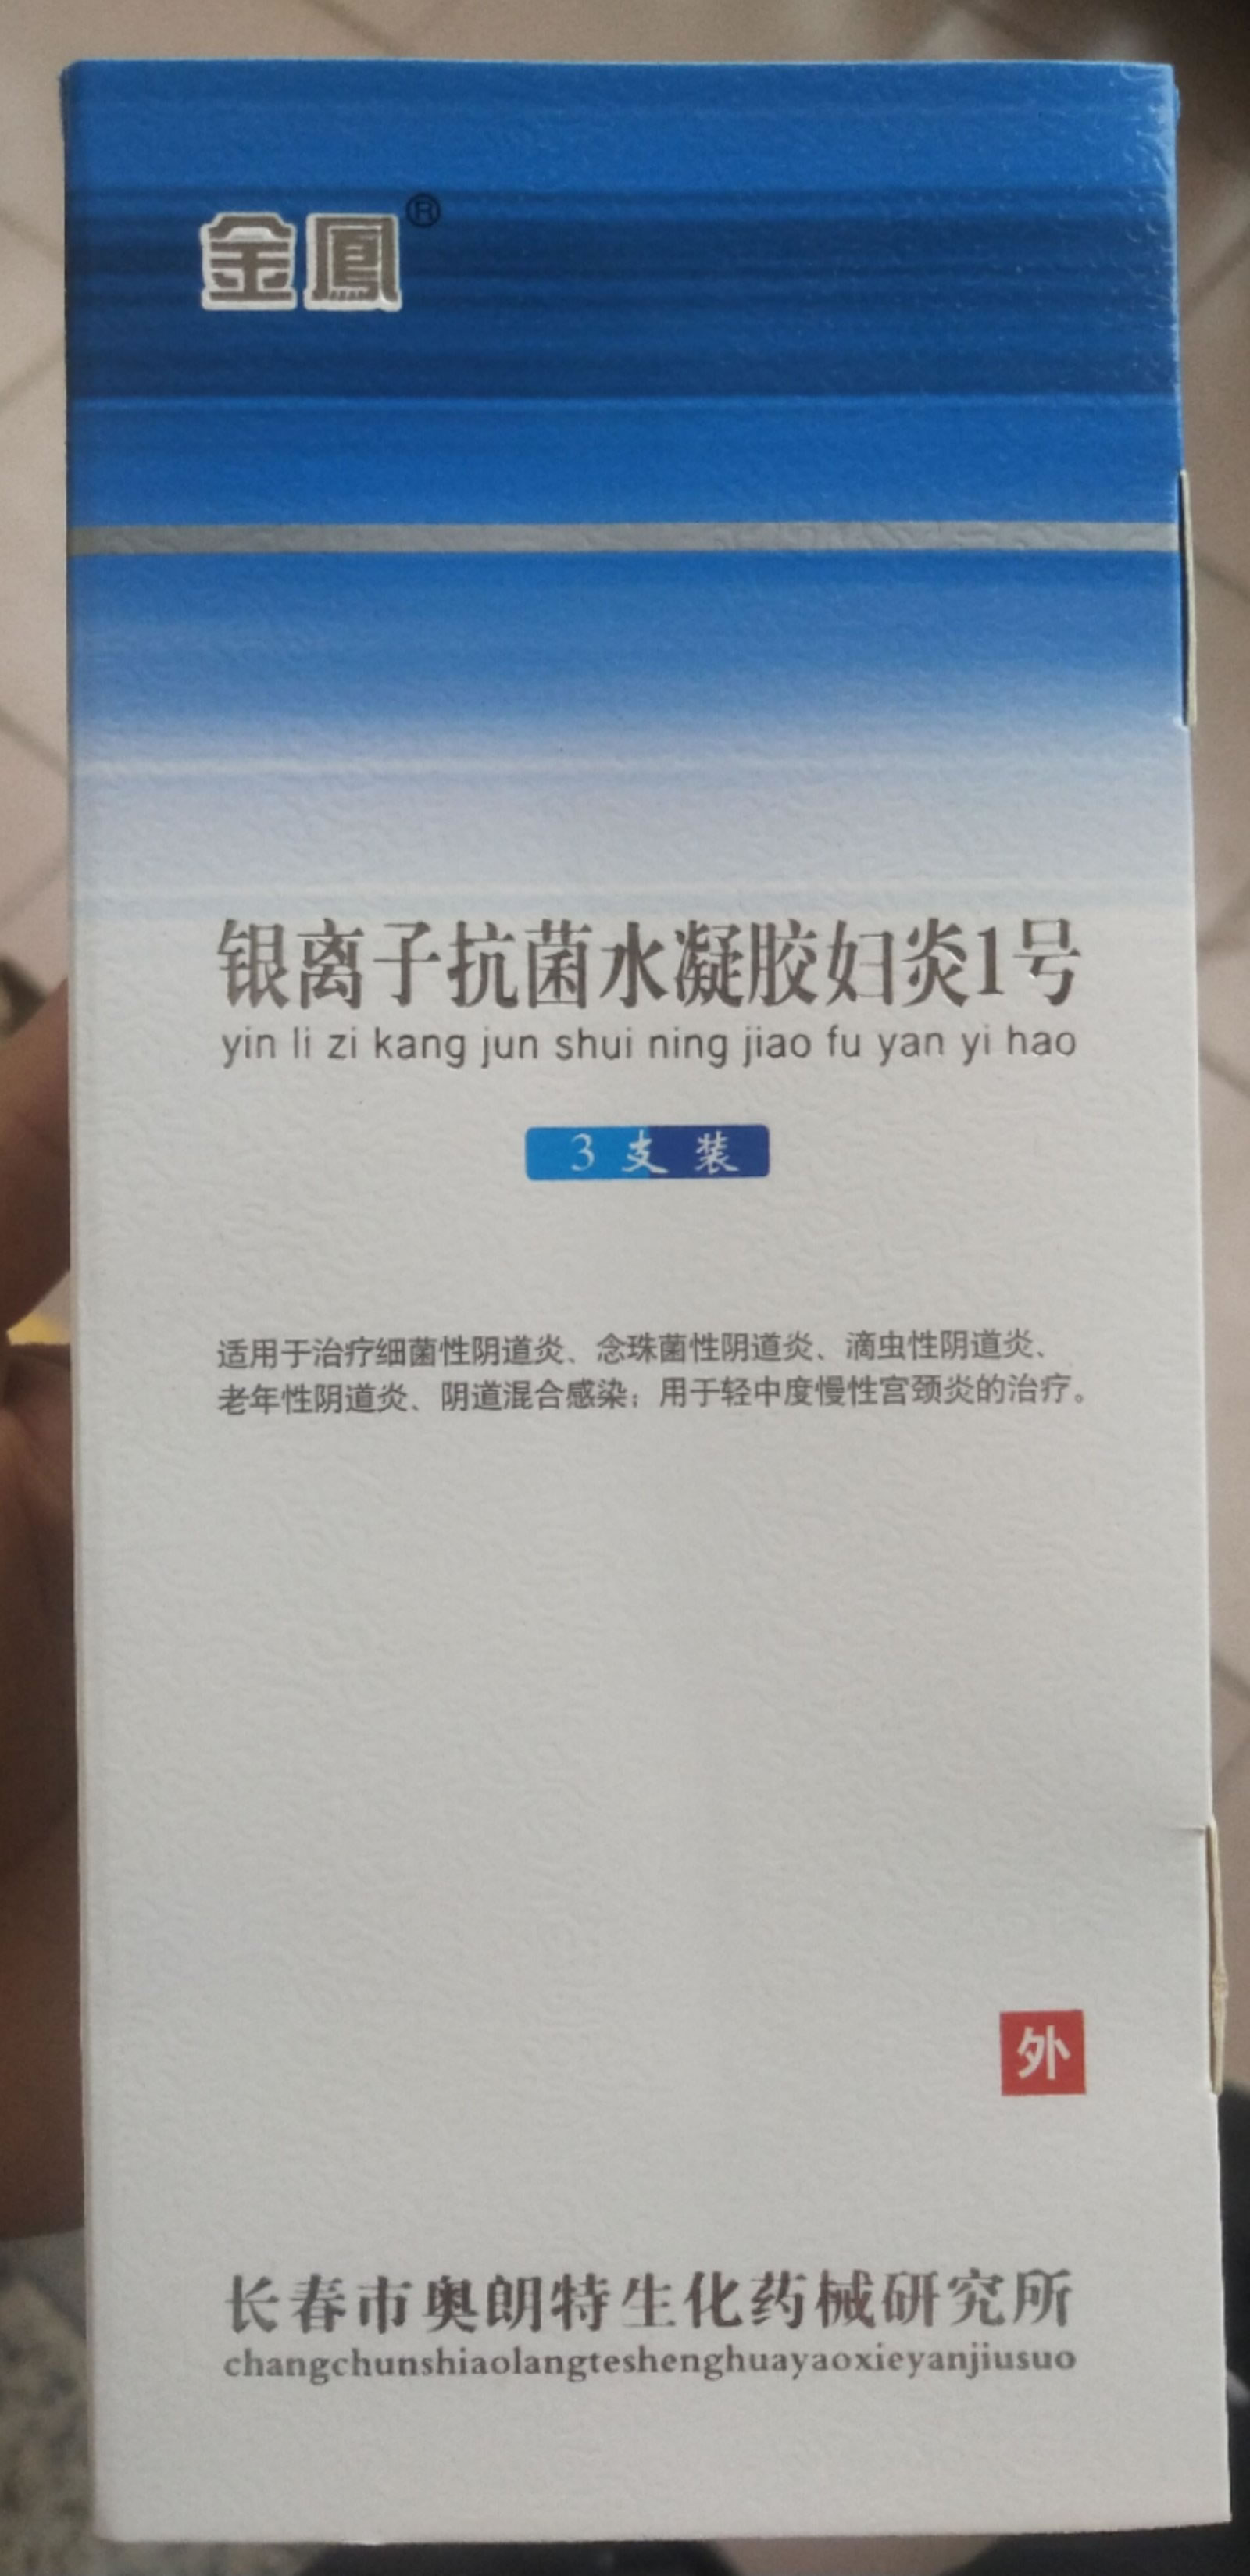 金鳳®
银离子抗菌水凝胶妇炎1号
yin li zi kang jun shui ning jiao fu yan yi hao
3 支 装
适用于治疗细菌性阴道炎、念珠菌性阴道炎、滴虫性阴道炎、
老年性阴道炎、阴道混合感染；用于轻中度慢性宫颈炎的治疗。
外
长春市奥朗特生化药械研究所
changchunshiaolangteshenghuayaoxieyanjiusuo